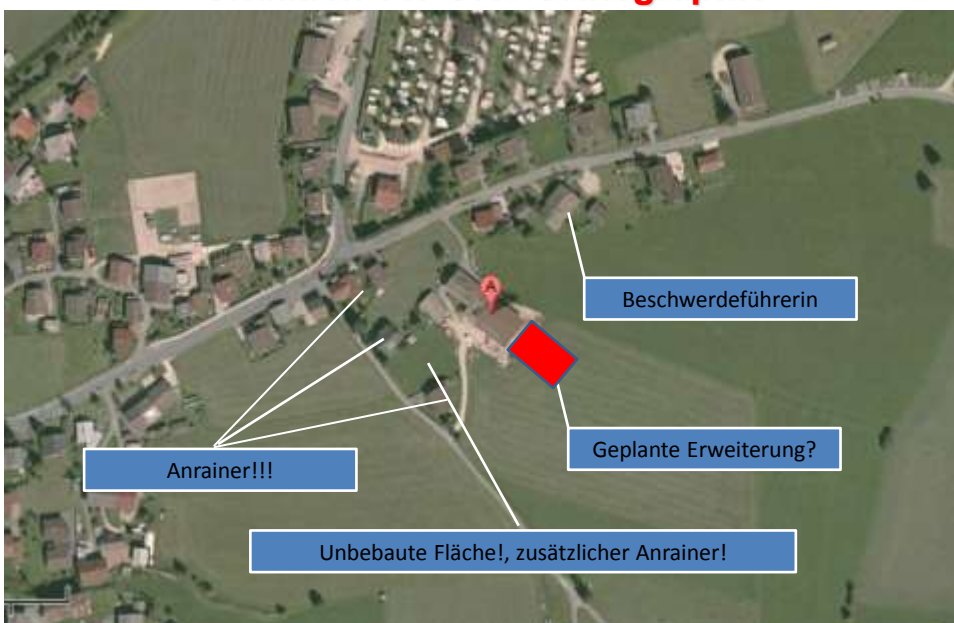 A
Beschwerdeführerin
Geplante Erweiterung?
Anrainer!!!
Unbebaute Fläche!, zusätzlicher Anrainer!